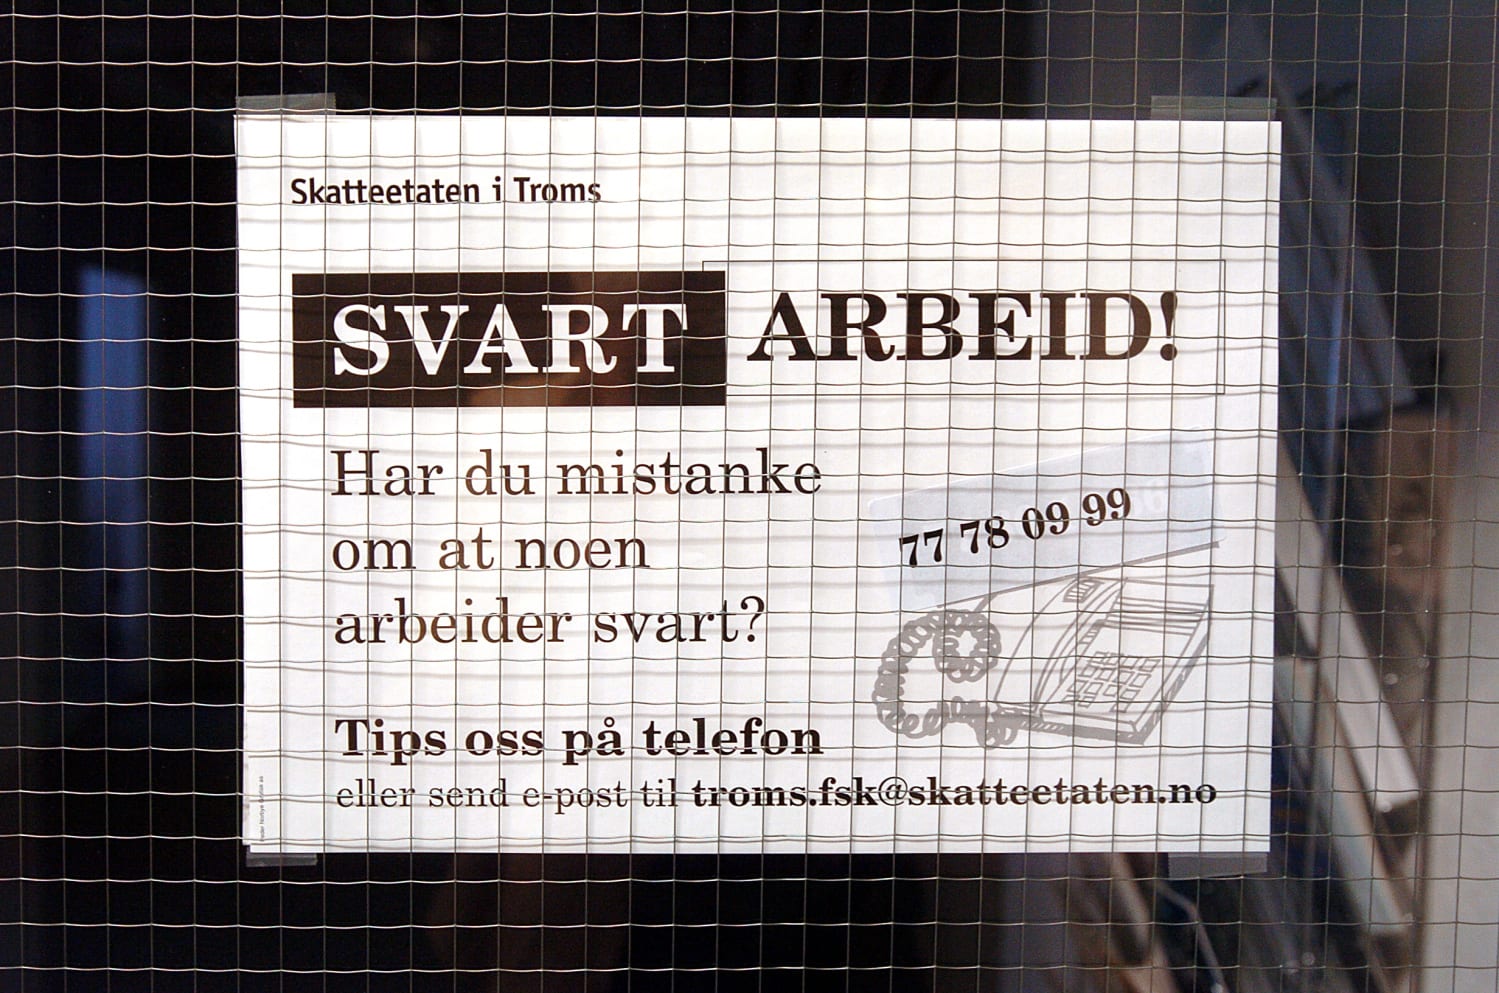 Skatteetaten i Troms
SVART ARBEID!
Har du mistanke
om at noen
arbeider svart?
77 78 09 99
Tips oss på telefon
eller send e-post til troms.fsk@skatteetaten.no